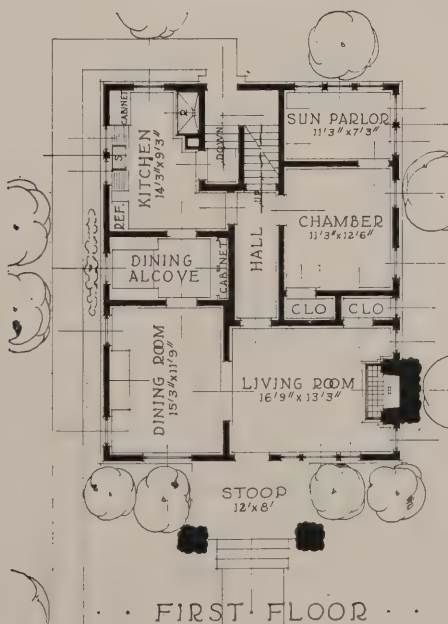 CABINET
R
S
REF.
KITCHEN
14'3"x9'3"
DOWN
UP
SUN PARLOR
11'3"x7'3"
CHAMBER
11'3"x12'6"
HALL
DINING
ALCOVE
CABINET
CLO
CLO
DINING ROOM
15'3"x11'9"
LIVING ROOM
16'9"x13'3"
STOOP
12'x8'
FIRST FLOOR